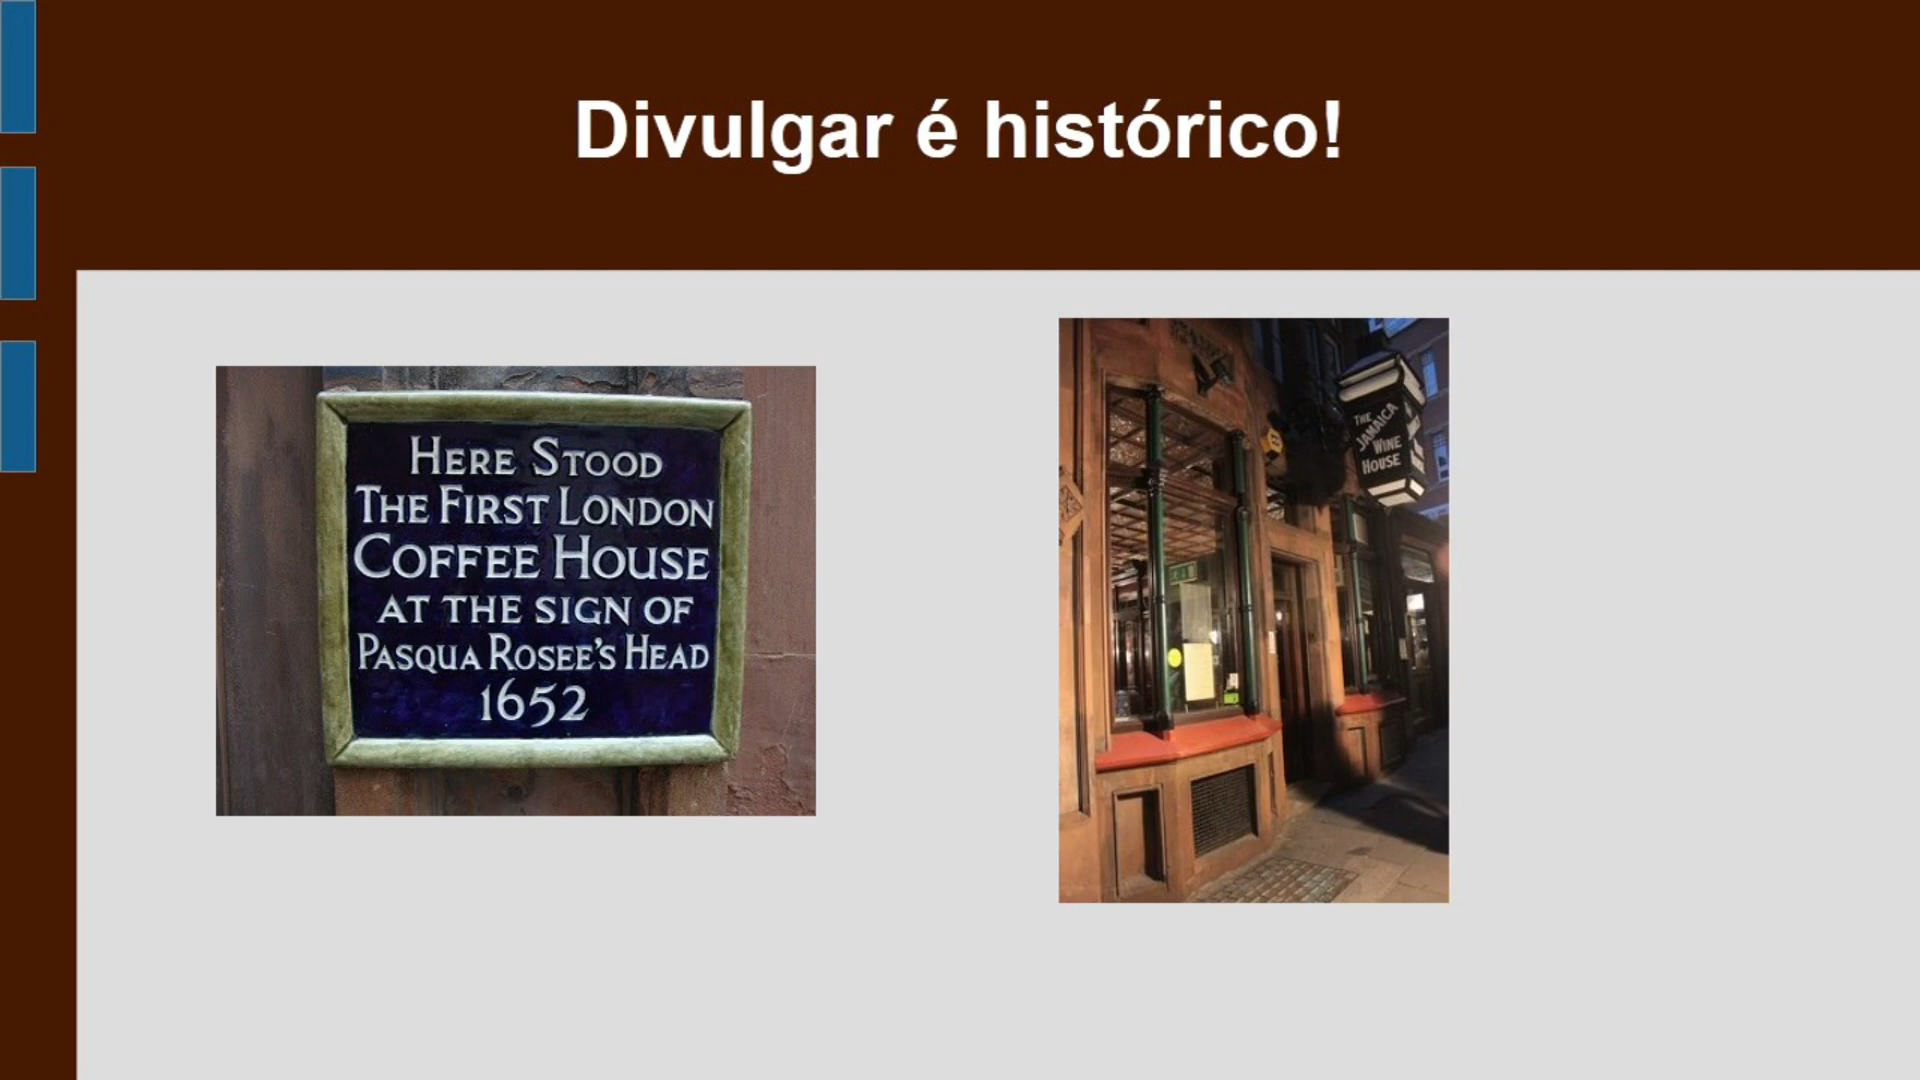 Divulgar é histórico!
HERE STOOD
THE FIRST LONDON
COFFEE HOUSE
AT THE SIGN OF
PASQUA ROSEE'S HEAD
1652
THE
JAMAICA
WINE
HOUSE